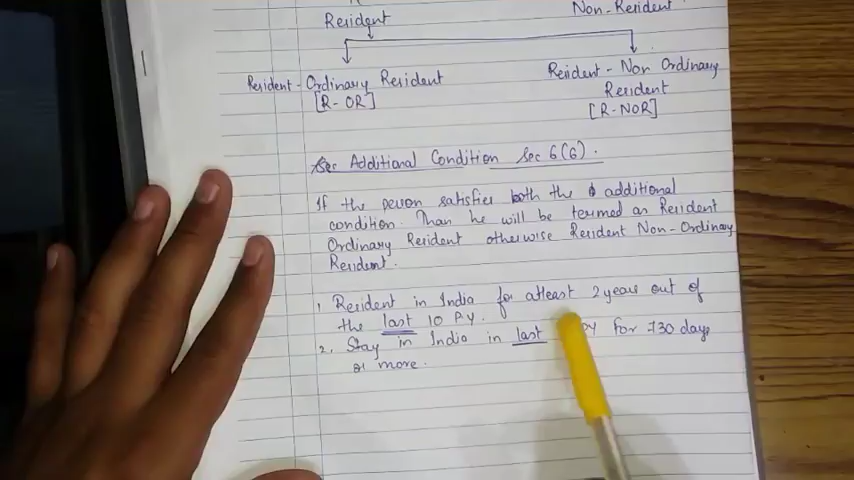 Resident Non-Resident
Resident - Ordinary Resident Resident - Non Ordinary
[R-OR] Resident
[R-NOR]
Additional Condition Sec 6(6).
If the person satisfies both the additional
condition. Than he will be termed as Resident
Ordinary Resident otherwise Resident Non-Ordinary
Resident.
1. Resident in India for atleast 2 years out of
the last 10 P.Y.
2. Stay in India in last PY for 730 days
or more.